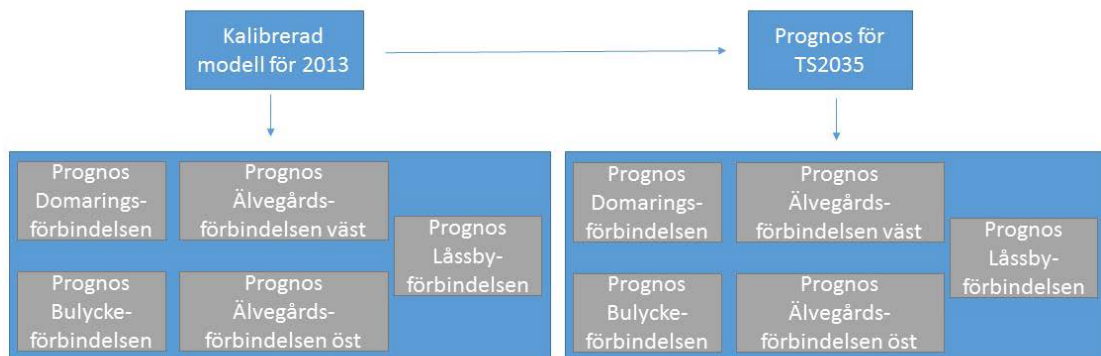 Kalibrerad
modell för 2013
Prognos för
TS2035
Prognos
Domarings-
förbindelsen
Prognos
Älvegårds-
förbindelsen väst
Prognos
Låssby-
förbindelsen
Prognos
Bulycke-
förbindelsen
Prognos
Älvegårds-
förbindelsen öst
Prognos
Domarings-
förbindelsen
Prognos
Älvegårds-
förbindelsen väst
Prognos
Låssby-
förbindelsen
Prognos
Bulycke-
förbindelsen
Prognos
Älvegårds-
förbindelsen öst